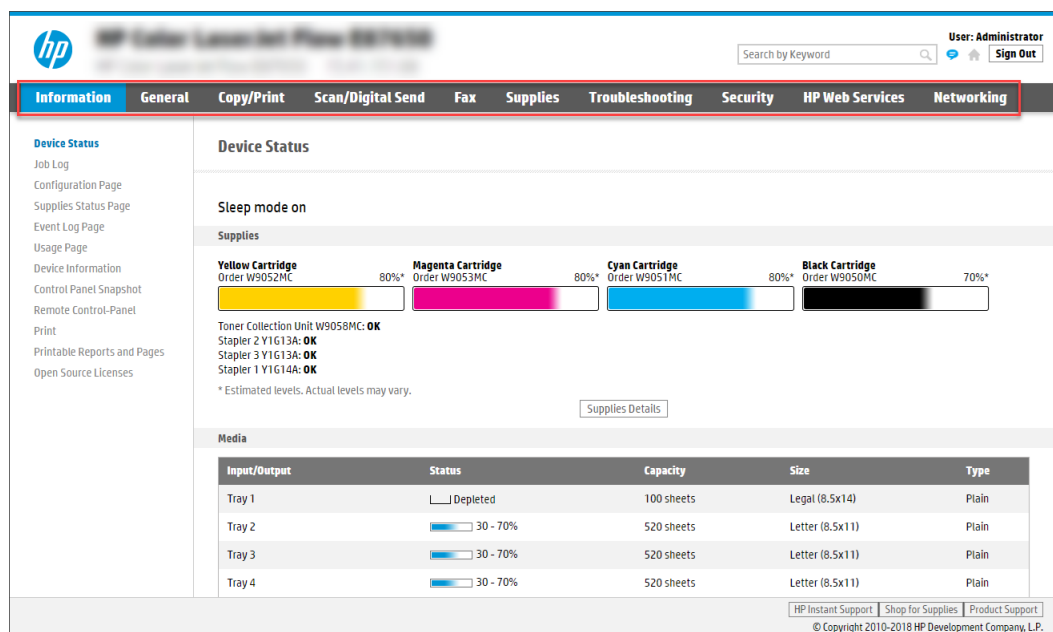 User: Administrator
hp
Search by Keyword
Sign Out
Information General Copy/Print Scan/Digital Send Fax Supplies Troubleshooting Security HP Web Services Networking
Device Status
Job Log
Configuration Page
Supplies Status Page
Event Log Page
Usage Page
Device Information
Control Panel Snapshot
Remote Control-Panel
Print
Printable Reports and Pages
Open Source Licenses
Device Status
Sleep mode on
Supplies
Yellow Cartridge Magenta Cartridge Cyan Cartridge Black Cartridge
Order W9052MC 80%* Order W9053MC 80%* Order W9051MC 80%* Order W9050MC 70%*
Toner Collection Unit W9058MC: OK
Stapler 2 Y1G13A: OK
Stapler 3 Y1G13A: OK
Stapler 1 Y1G14A: OK
* Estimated levels. Actual levels may vary.
Supplies Details
Media
Input/Output Status Capacity Size Type
Tray 1 Depleted 100 sheets Legal (8.5x14) Plain
Tray 2 30 - 70% 520 sheets Letter (8.5x11) Plain
Tray 3 30 - 70% 520 sheets Letter (8.5x11) Plain
Tray 4 30 - 70% 520 sheets Letter (8.5x11) Plain
HP Instant Support Shop for Supplies Product Support
© Copyright 2010-2018 HP Development Company, L.P.